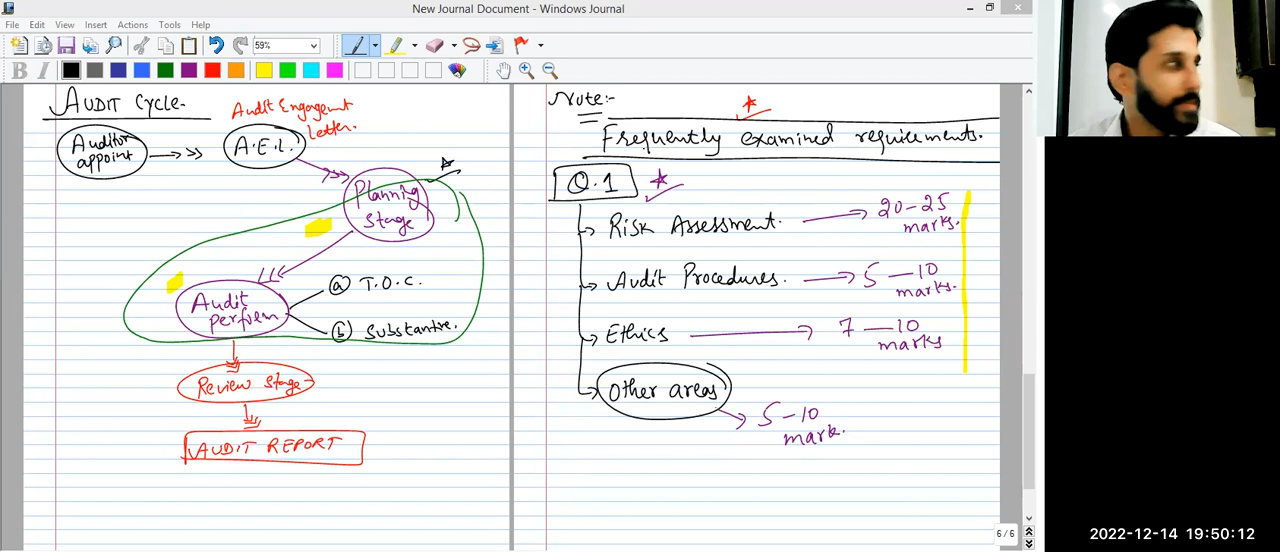 New Journal Document - Windows Journal
File Edit View Insert Actions Tools Help
59%
B I
AUDIT CYCLE-
Audit Engagement
Letter.
Auditor
appoint
A.E.L.
Planning
Stage
Audit
perform
(a) T.O.C.
(b) Substantive.
Review Stage
AUDIT REPORT
Note:-
Frequently examined requirements.
Q.1
Risk Assessment.
20-25
marks.
Audit Procedures.
5-10
marks.
Ethics
7-10
marks
Other areas
5-10
mark.
6/6
2022-12-14 19:50:12